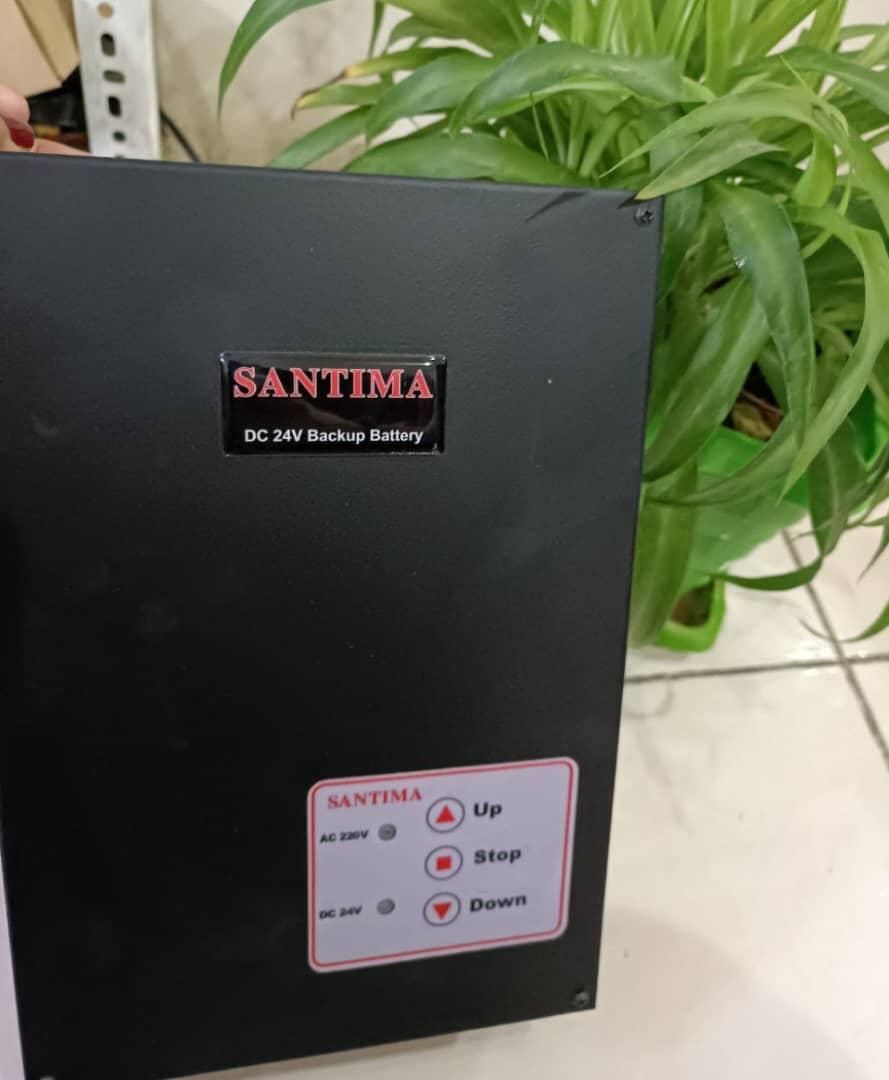 SANTIMA
DC 24V Backup Battery
SANTIMA
Up
AC 220V
Stop
DC 24V
Down